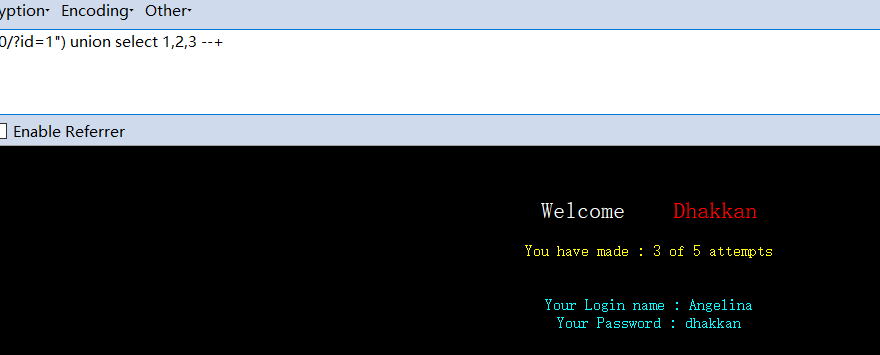 yption Encoding Other
0/?id=1") union select 1,2,3 --+
Enable Referrer
Welcome Dhakkan
You have made : 3 of 5 attempts
Your Login name : Angelina
Your Password : dhakkan